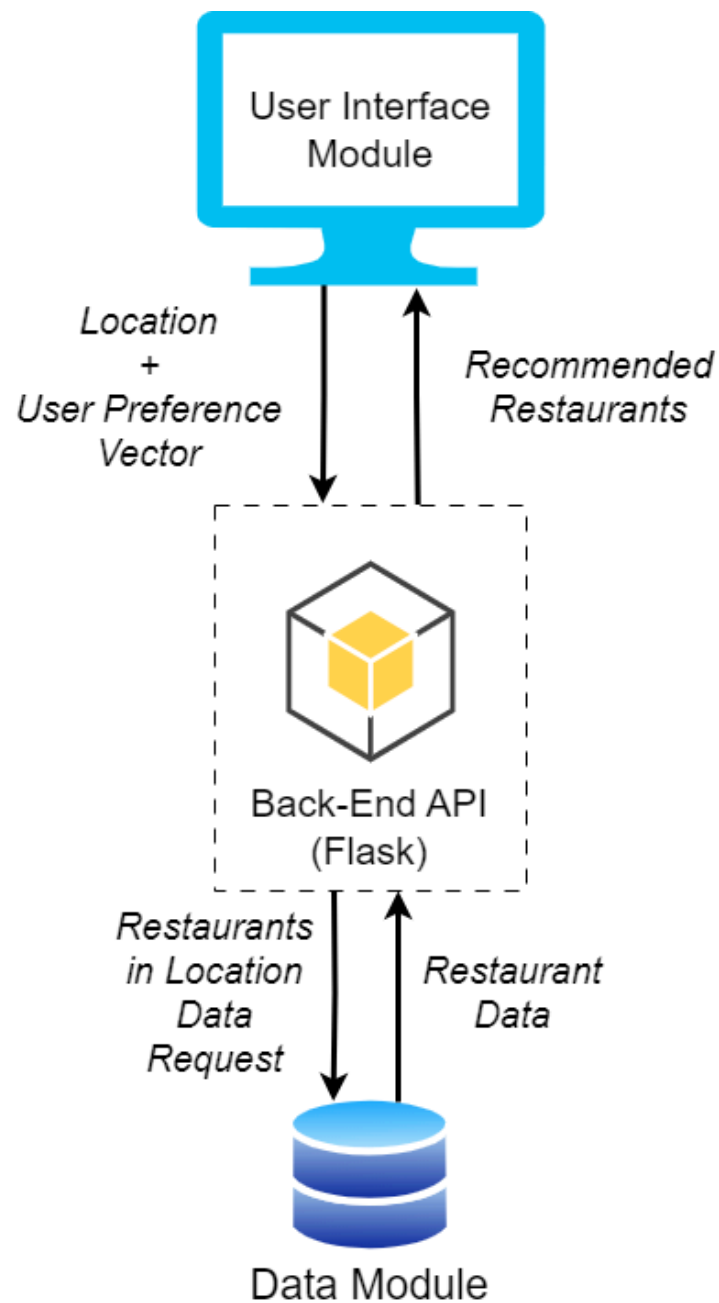 User Interface
Module
Location
+
User Preference
Vector
Recommended
Restaurants
Back-End API
(Flask)
Restaurants
in Location
Data
Request
Restaurant
Data
Data Module